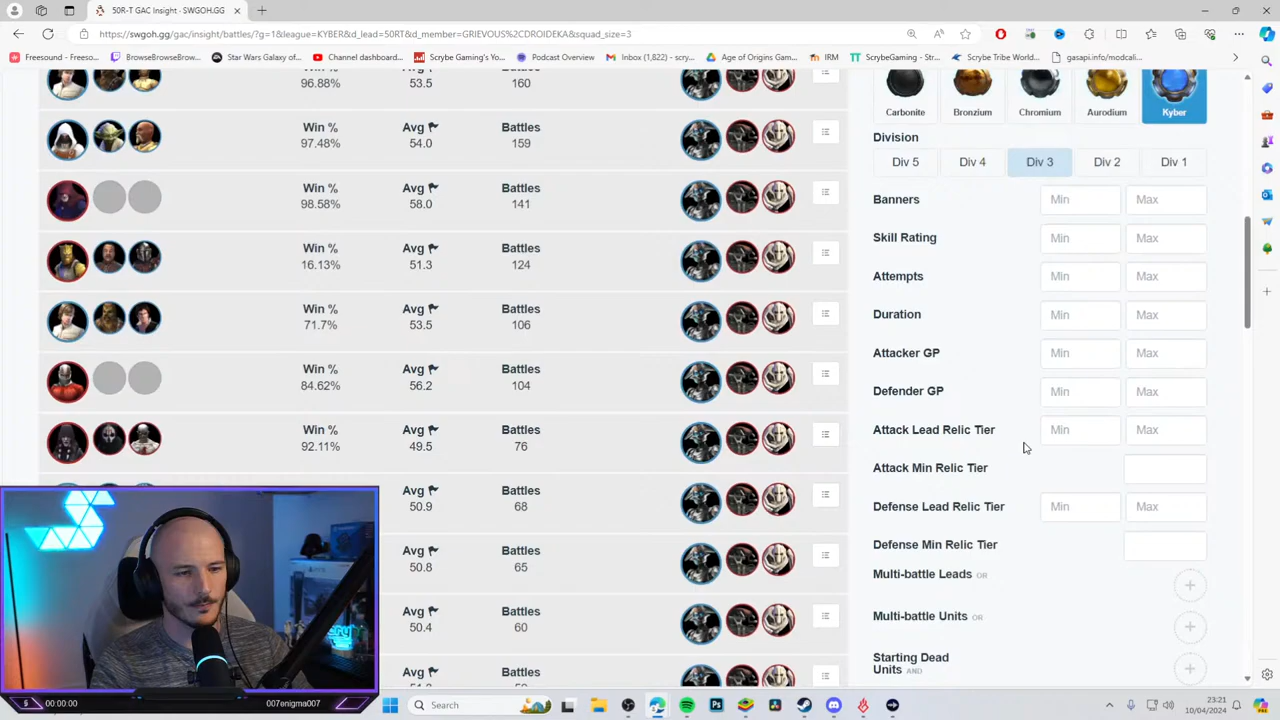 50R-T GAC Insight - Battles - SW
https://swgoh.gg/gac/insight/battles/?g=1&league=KYBER&d_lead=50RT&d_member=GRIEVOUS%2CDROIDEKA&squad_size=3
Freesound - Freeso...
BrowseBrowseBrow...
Star Wars Galaxy of...
Channel dashboard...
ScrybeGaming's Yo...
Podcast Overview
Inbox (1,822) - scry...
Age of Origins Gam...
IRM
ScrybeGaming - Str...
Scrybe Tribe World...
gasapi.info/modcali...
96.88%
53.5
160
Win %
Avg
Battles
97.48%
54.0
159
Win %
Avg
Battles
98.58%
58.0
141
Win %
Avg
Battles
16.13%
51.3
124
Win %
Avg
Battles
71.7%
53.5
106
Win %
Avg
Battles
84.62%
56.2
104
Win %
Avg
Battles
92.11%
49.5
76
50.9
68
Avg
Battles
50.8
65
Avg
Battles
50.4
60
Avg
Battles
Carbonite
Bronzium
Chromium
Aurodium
Kyber
Division
Div 5
Div 4
Div 3
Div 2
Div 1
Banners
Min
Max
Skill Rating
Min
Max
Attempts
Min
Max
Duration
Min
Max
Attacker GP
Min
Max
Defender GP
Min
Max
Attack Lead Relic Tier
Min
Max
Attack Min Relic Tier
Defense Lead Relic Tier
Min
Max
Defense Min Relic Tier
Multi-battle Leads OR
Multi-battle Units OR
Starting Dead
Units AND
00:00:00
007enigma007
Search
23:21
10/04/2024